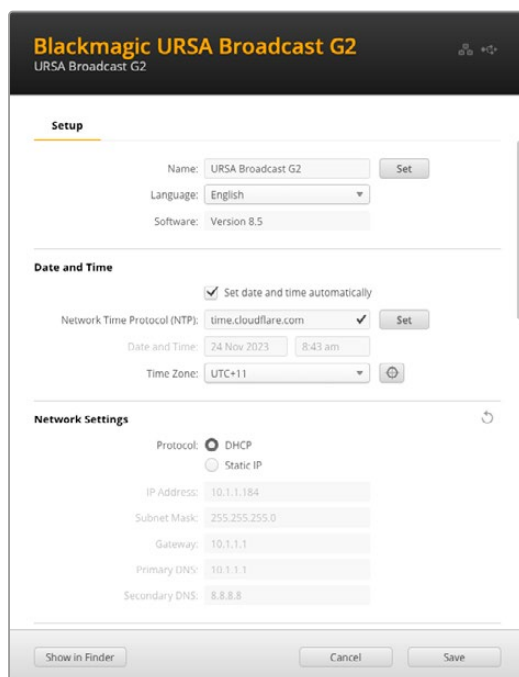 Blackmagic URSA Broadcast G2
URSA Broadcast G2
Setup
Name: URSA Broadcast G2 Set
Language: English
Software: Version 8.5
Date and Time
Set date and time automatically
Network Time Protocol (NTP): time.cloudflare.com Set
Date and Time: 24 Nov 2023 8:43 am
Time Zone: UTC+11
Network Settings
Protocol: DHCP
Static IP
IP Address: 10.1.1.184
Subnet Mask: 255.255.255.0
Gateway: 10.1.1.1
Primary DNS: 10.1.1.1
Secondary DNS: 8.8.8.8
Show in Finder Cancel Save